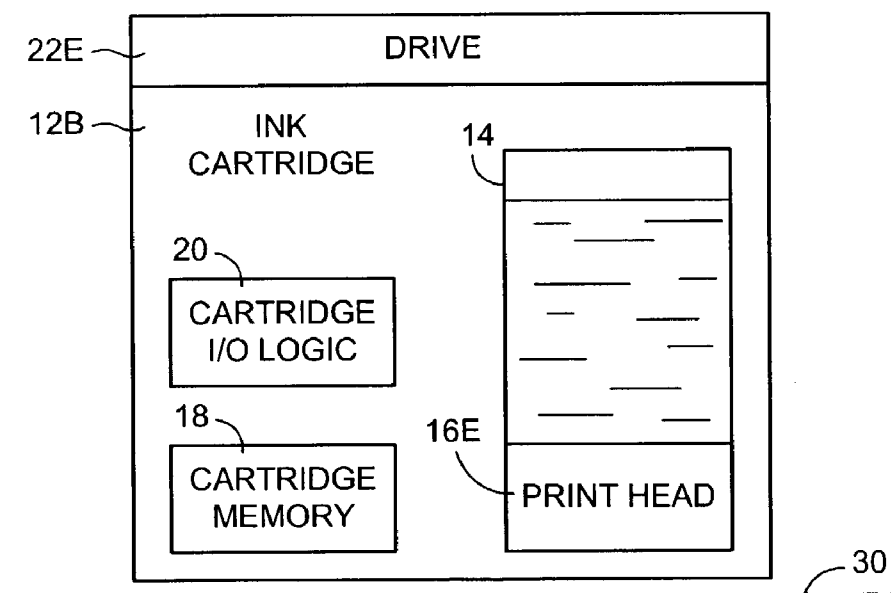 22E
DRIVE
12B
INK
CARTRIDGE
14
20
CARTRIDGE
I/O LOGIC
18
CARTRIDGE
MEMORY
16E
PRINT HEAD
30